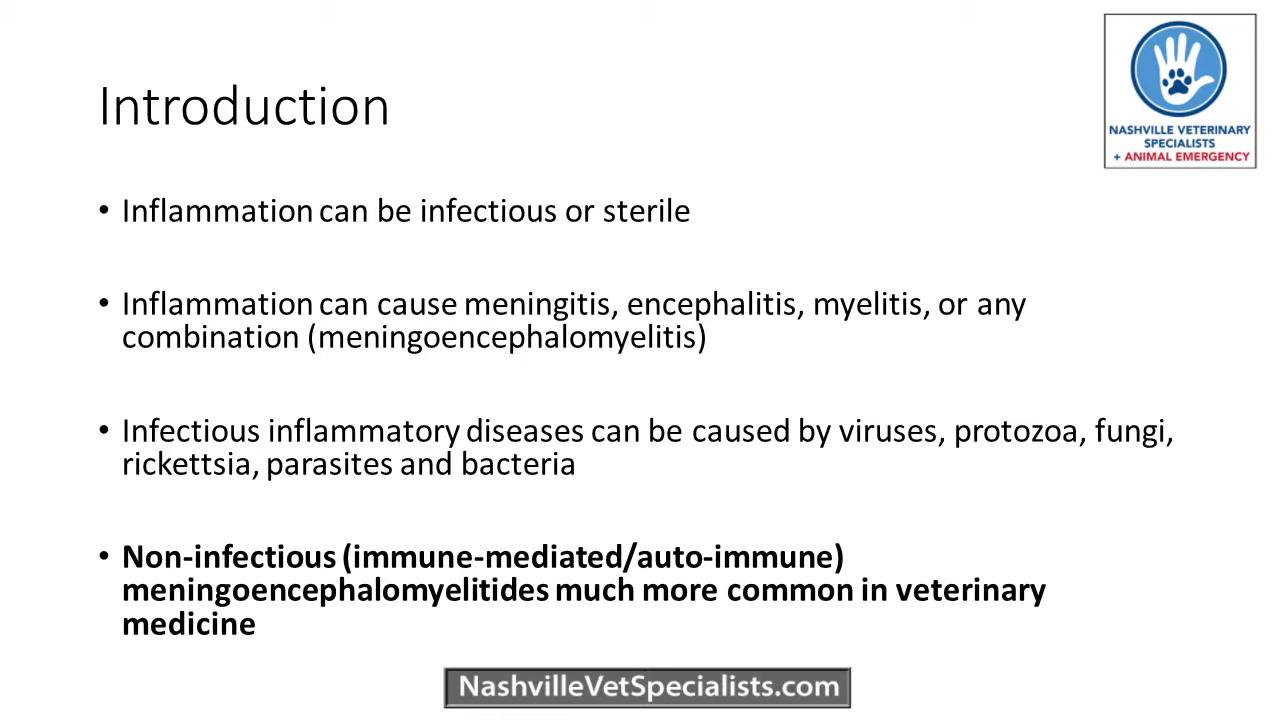 Introduction
NASHVILLE VETERINARY
SPECIALISTS
+ ANIMAL EMERGENCY
• Inflammation can be infectious or sterile
• Inflammation can cause meningitis, encephalitis, myelitis, or any
combination (meningoencephalomyelitis)
• Infectious inflammatory diseases can be caused by viruses, protozoa, fungi,
rickettsia, parasites and bacteria
• Non-infectious (immune-mediated/auto-immune)
meningoencephalomyelitides much more common in veterinary
medicine
NashvilleVetSpecialists.com